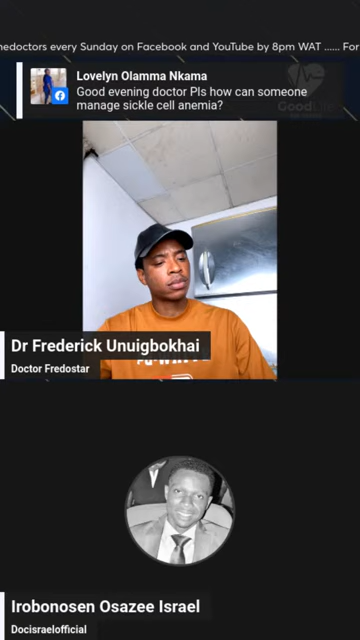 nedoctors every Sunday on Facebook and YouTube by 8pm WAT ...... For
Lovelyn Olamma Nkama
Good evening doctor Pls how can someone
manage sickle cell anemia?
GoodLife
Dr Frederick Unuigbokhai
Doctor Fredostar
Irobonosen Osazee Israel
Docisraelofficial